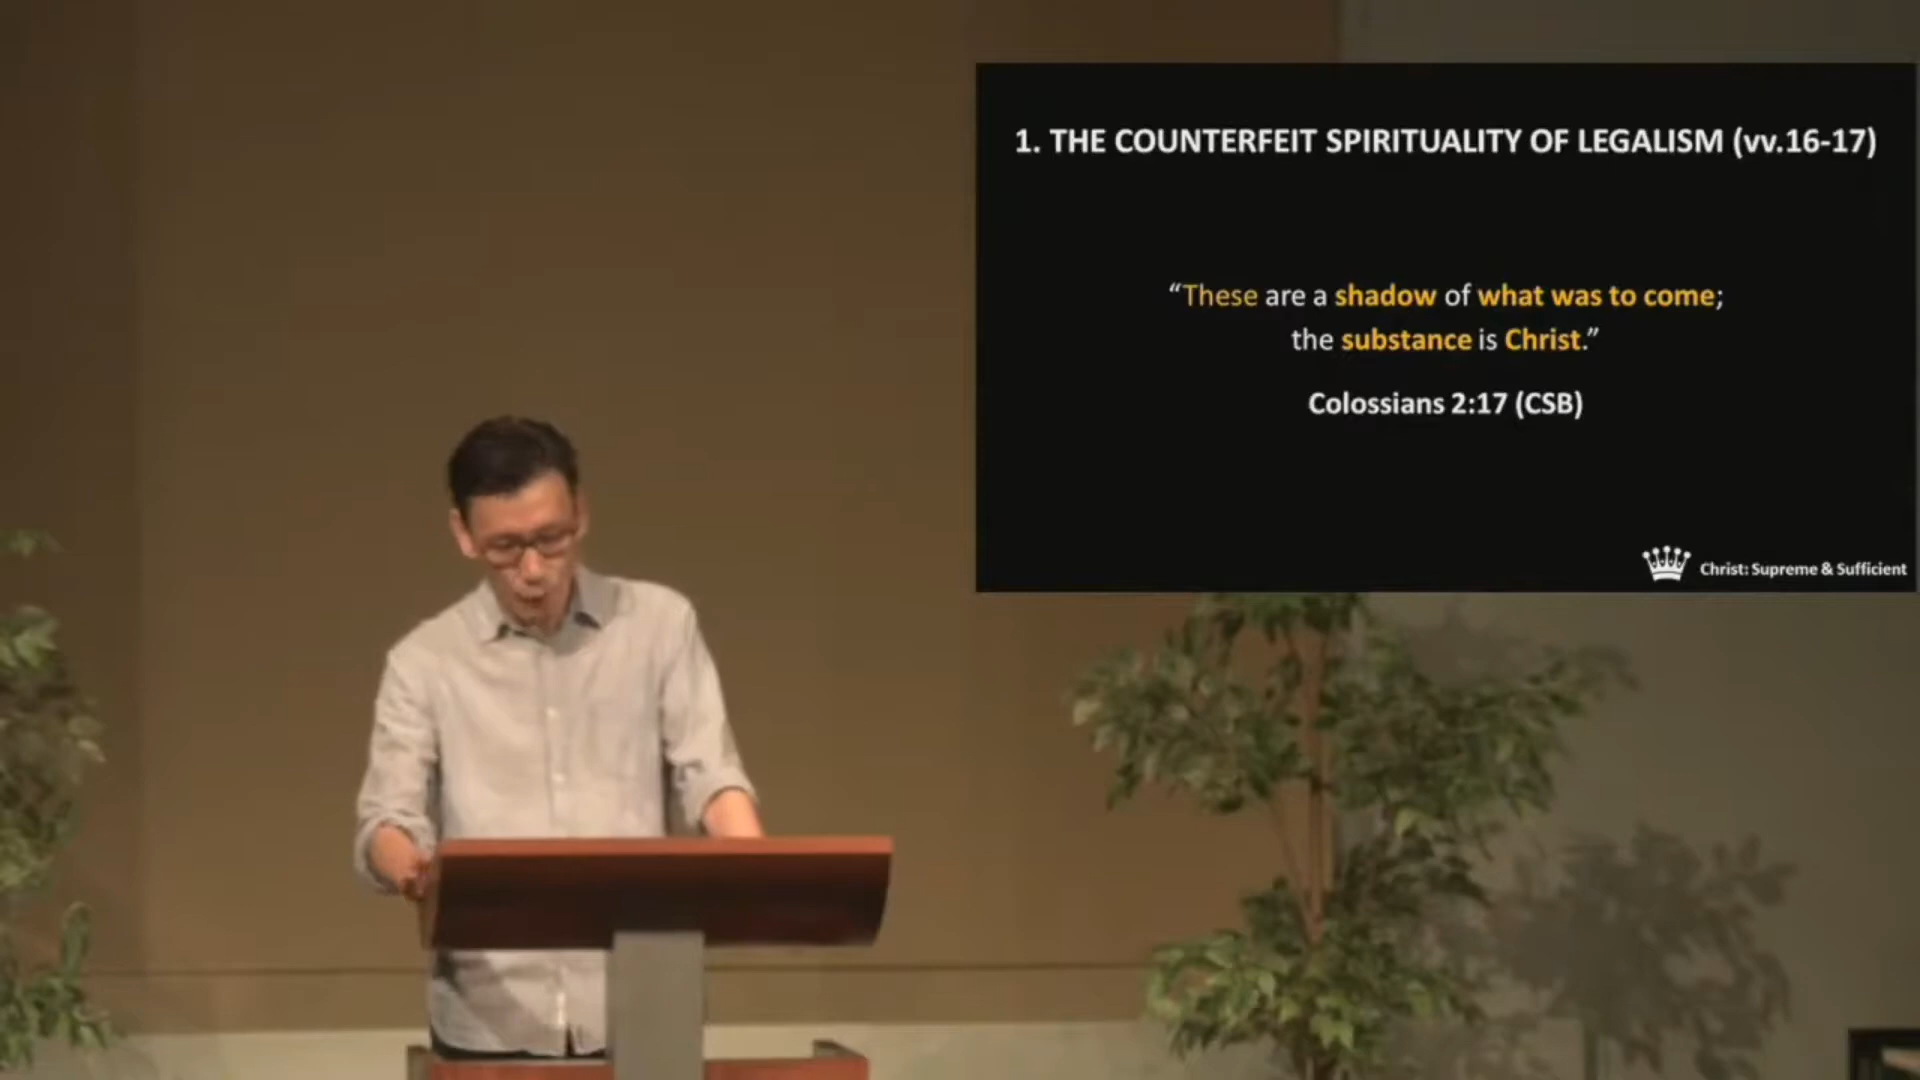 1. THE COUNTERFEIT SPIRITUALITY OF LEGALISM (vv.16-17)
“These are a shadow of what was to come;
the substance is Christ.”
Colossians 2:17 (CSB)
Christ: Supreme & Sufficient